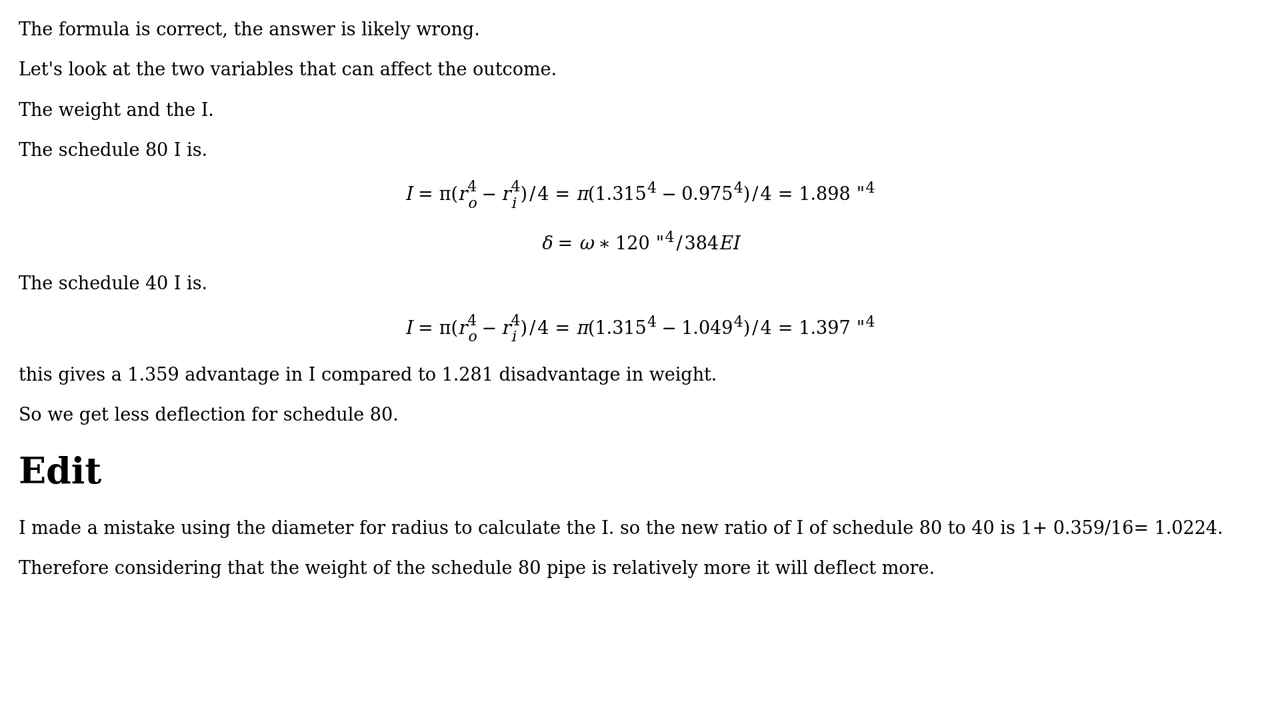 The formula is correct, the answer is likely wrong.
Let's look at the two variables that can affect the outcome.
The weight and the I.
The schedule 80 I is.
I = π(r_o^4 − r_i^4)/4 = π(1.315^4 − 0.975^4)/4 = 1.898 "^4
δ = ω ∗ 120 "^4/384EI
The schedule 40 I is.
I = π(r_o^4 − r_i^4)/4 = π(1.315^4 − 1.049^4)/4 = 1.397 "^4
this gives a 1.359 advantage in I compared to 1.281 disadvantage in weight.
So we get less deflection for schedule 80.
Edit
I made a mistake using the diameter for radius to calculate the I. so the new ratio of I of schedule 80 to 40 is 1+ 0.359/16= 1.0224.
Therefore considering that the weight of the schedule 80 pipe is relatively more it will deflect more.